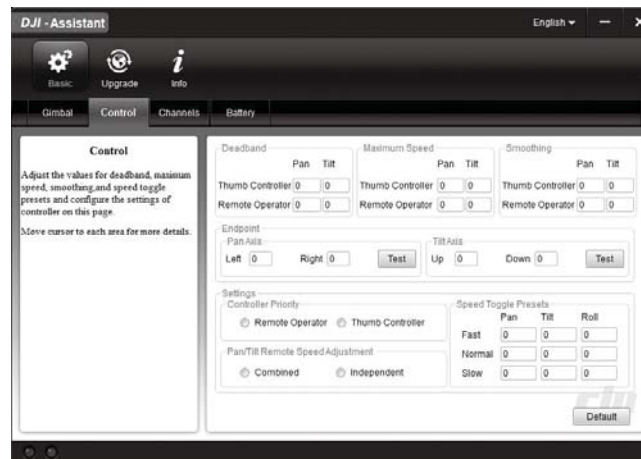 DJI - Assistant
English
Basic
Upgrade
Info
Gimbal Control Channels Battery
Control
Adjust the values for deadband, maximum
speed, smoothing,and speed toggle
presets and configure the settings of
controller on this page.
Move cursor to each area for more details.
Deadband
Pan Tilt
Thumb Controller 0 0
Remote Operator 0 0
Maximum Speed
Pan Tilt
Thumb Controller 0 0
Remote Operator 0 0
Smoothing
Pan Tilt
Thumb Controller 0 0
Remote Operator 0 0
Endpoint
Pan Axis
Left 0 Right 0 Test
Tilt Axis
Up 0 Down 0 Test
Settings
Controller Priority
Remote Operator Thumb Controller
Pan/Tilt Remote Speed Adjustment
Combined Independent
Speed Toggle Presets
Pan Tilt Roll
Fast 0 0 0
Normal 0 0 0
Slow 0 0 0
Default